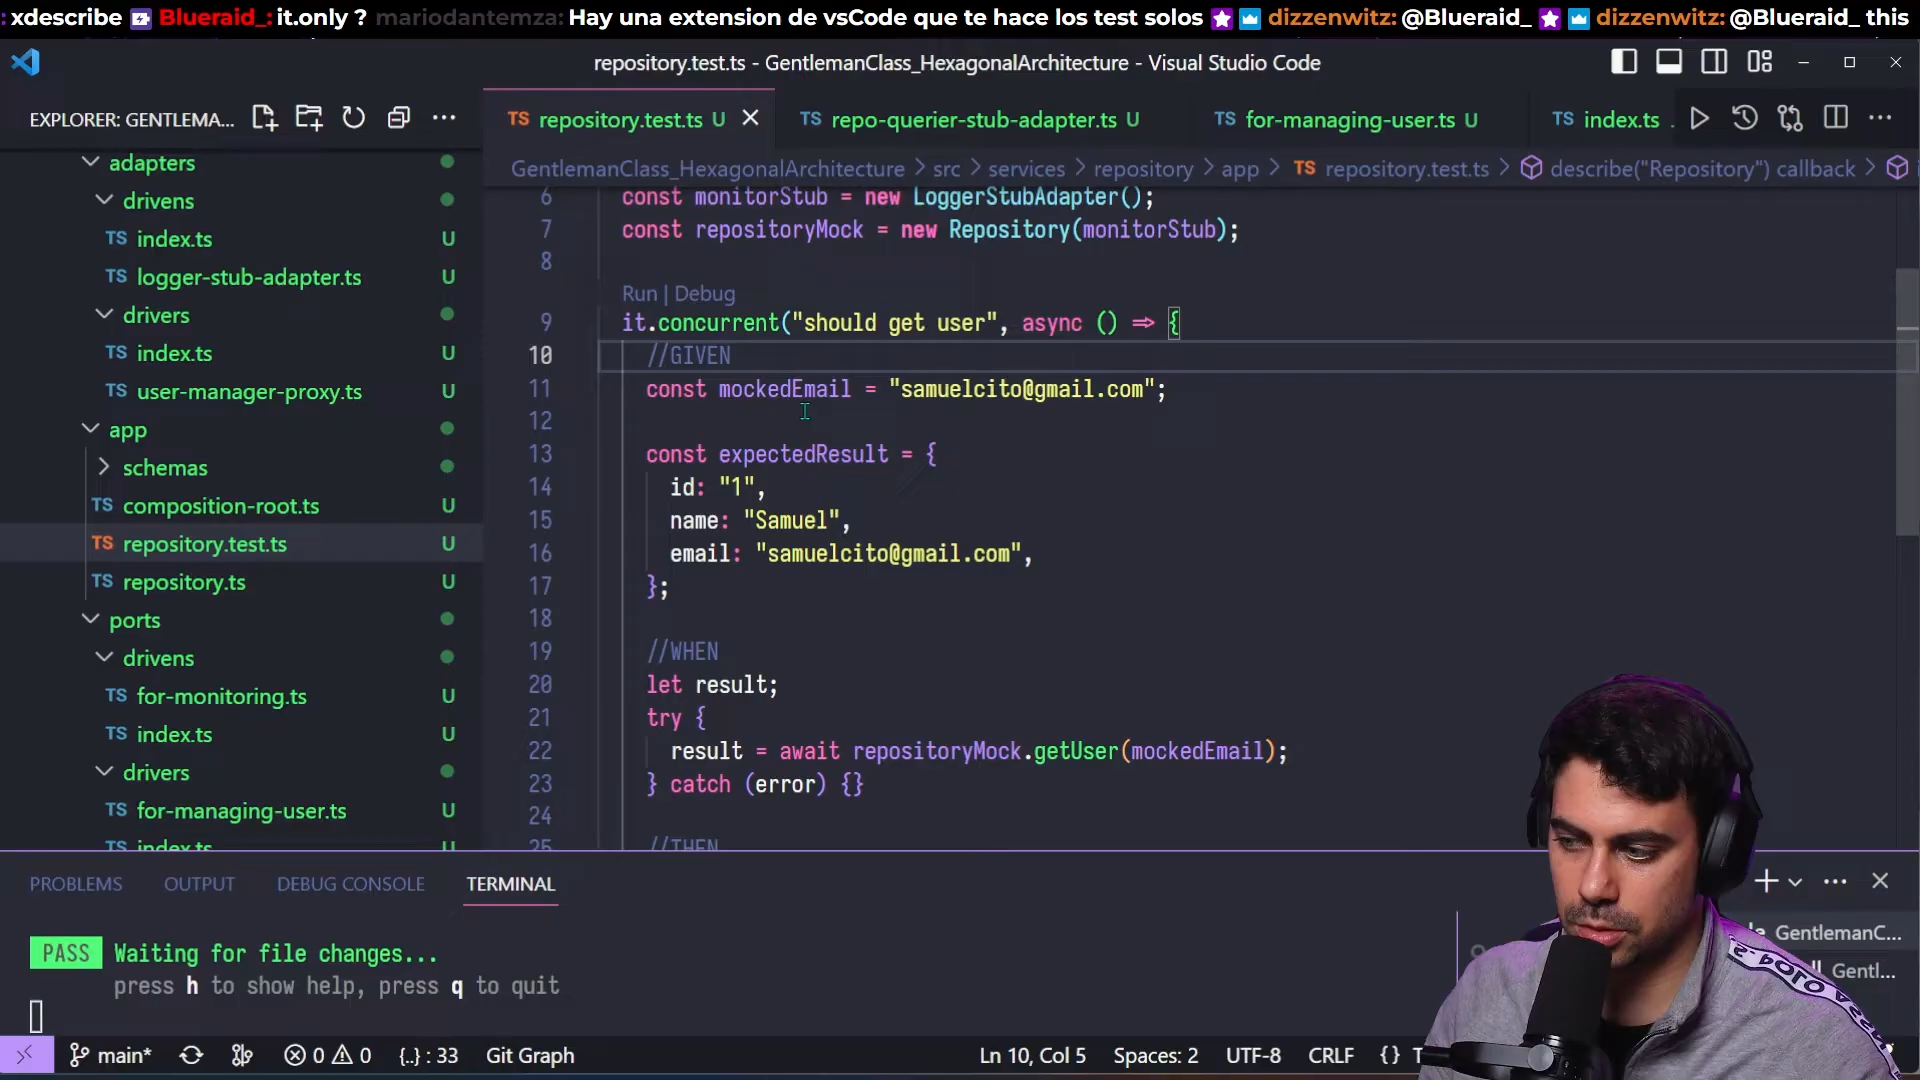 : xdescribe Blueraid_: it.only ? mariodantemza: Hay una extension de vsCode que te hace los test solos dizzenwitz: @Blueraid_ dizzenwitz: @Blueraid_ this
repository.test.ts - GentlemanClass_HexagonalArchitecture - Visual Studio Code
EXPLORER: GENTLEMA...
TS repository.test.ts U
TS repo-querier-stub-adapter.ts U
TS for-managing-user.ts U
TS index.ts
GentlemanClass_HexagonalArchitecture > src > services > repository > app > TS repository.test.ts > describe("Repository") callback >
adapters
drivens
TS index.ts U
TS logger-stub-adapter.ts U
drivers
TS index.ts U
TS user-manager-proxy.ts U
app
schemas
TS composition-root.ts U
TS repository.test.ts U
TS repository.ts U
ports
drivens
TS for-monitoring.ts U
TS index.ts U
drivers
TS for-managing-user.ts U
TS index.ts U
6 const monitorStub = new LoggerStubAdapter();
7 const repositoryMock = new Repository(monitorStub);
8
Run | Debug
9 it.concurrent("should get user", async () => {
10 //GIVEN
11 const mockedEmail = "samuelcito@gmail.com";
12
13 const expectedResult = {
14 id: "1",
15 name: "Samuel",
16 email: "samuelcito@gmail.com",
17 };
18
19 //WHEN
20 let result;
21 try {
22 result = await repositoryMock.getUser(mockedEmail);
23 } catch (error) {}
24
25 //THEN
PROBLEMS OUTPUT DEBUG CONSOLE TERMINAL
PASS Waiting for file changes...
press h to show help, press q to quit
GentlemanC...
Gentl...
main* 0 0 {..} : 33 Git Graph
Ln 10, Col 5 Spaces: 2 UTF-8 CRLF {} T
POLO 2